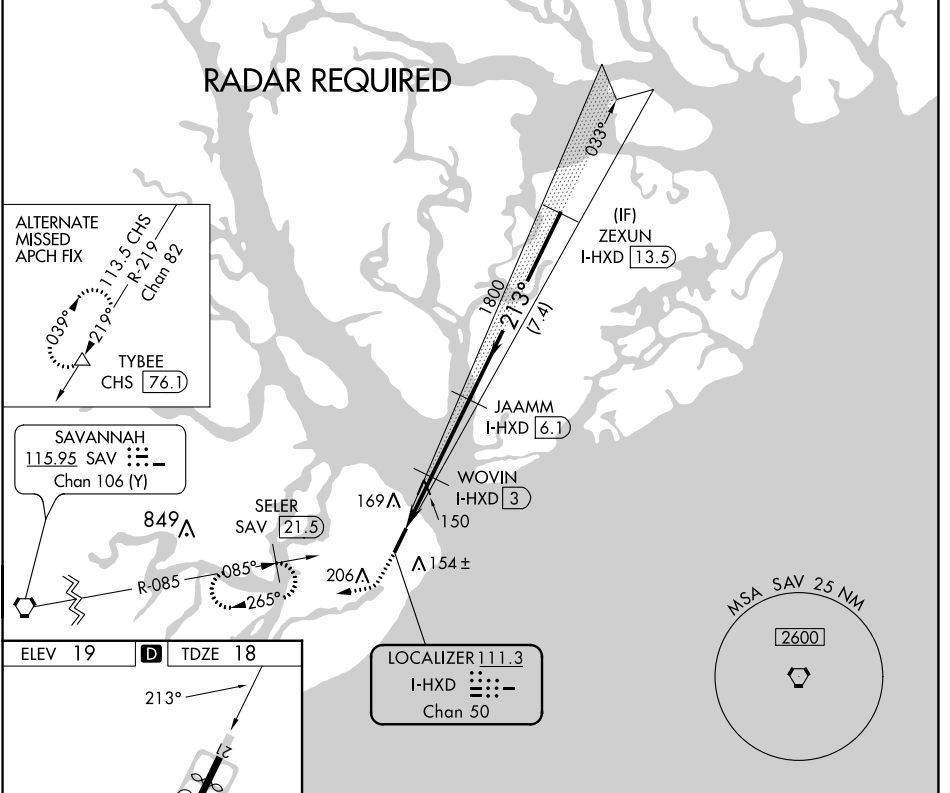 RADAR REQUIRED
033°
(IF)
ZEXUN
I-HXD 13.5
1800
213°
(7.4)
ALTERNATE
MISSED
APCH FIX
113.5 CHS
R-219
Chan 82
039°
219°
TYBEE
CHS 76.1
JAAMM
I-HXD 6.1
SAVANNAH
115.95 SAV
Chan 106 (Y)
WOVIN
I-HXD 3
169
150
849
SELER
SAV 21.5
154 ±
206
R-085
085°
265°
MSA SAV 25 NM
2600
ELEV 19 D TDZE 18
213°
21
LOCALIZER 111.3
I-HXD
Chan 50